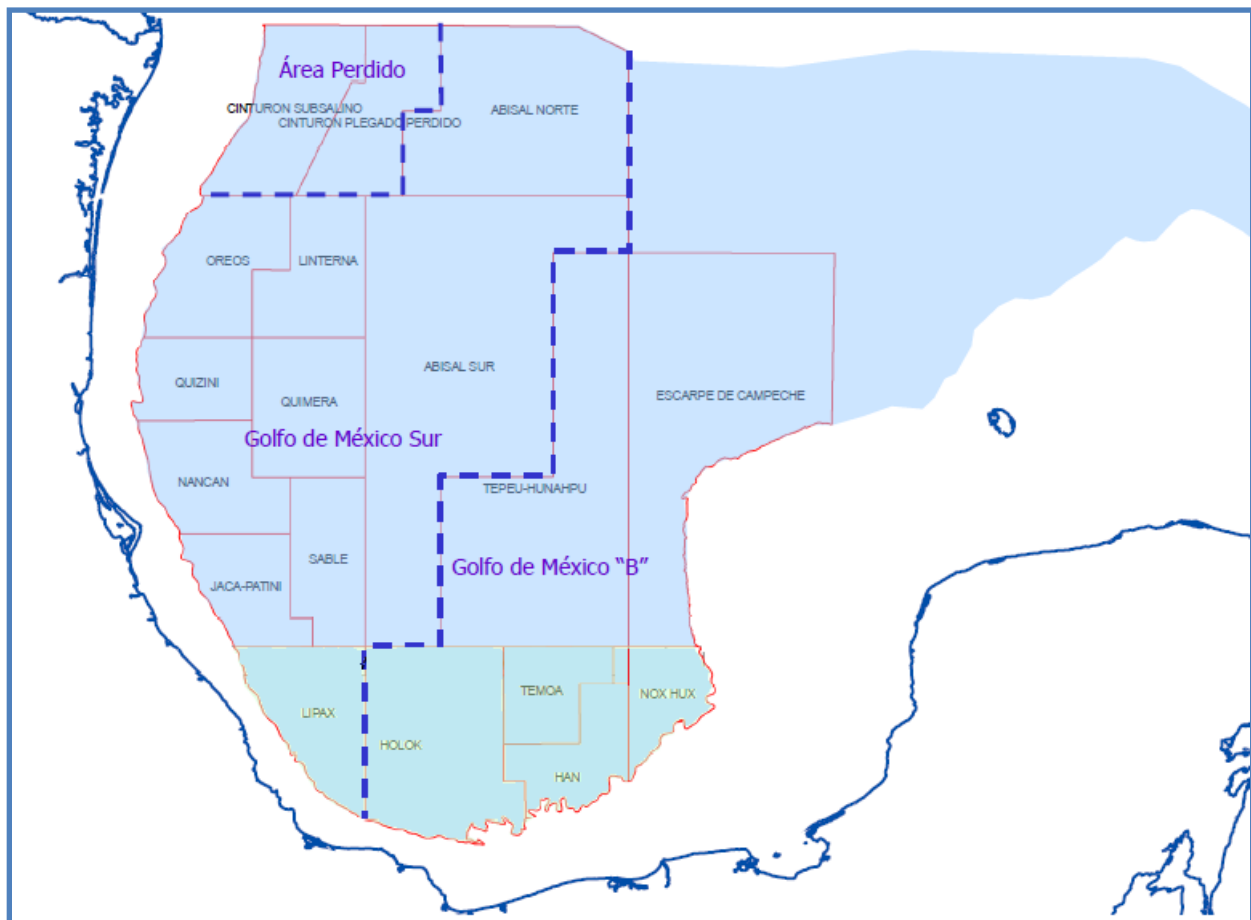 Área Perdido
CINTURON SUBSALINO
CINTURON PLEGADO PERDIDO
ABISAL NORTE
OREOS
LINTERNA
ABISAL SUR
QUIZINI
QUIMERA
ESCARPE DE CAMPECHE
Golfo de México Sur
NANCAN
TEPEU-HUNAHPU
SABLE
Golfo de México "B"
JACA-PATINI
TEMOA
NOX HUX
LIPAX
HOLOK
HAN